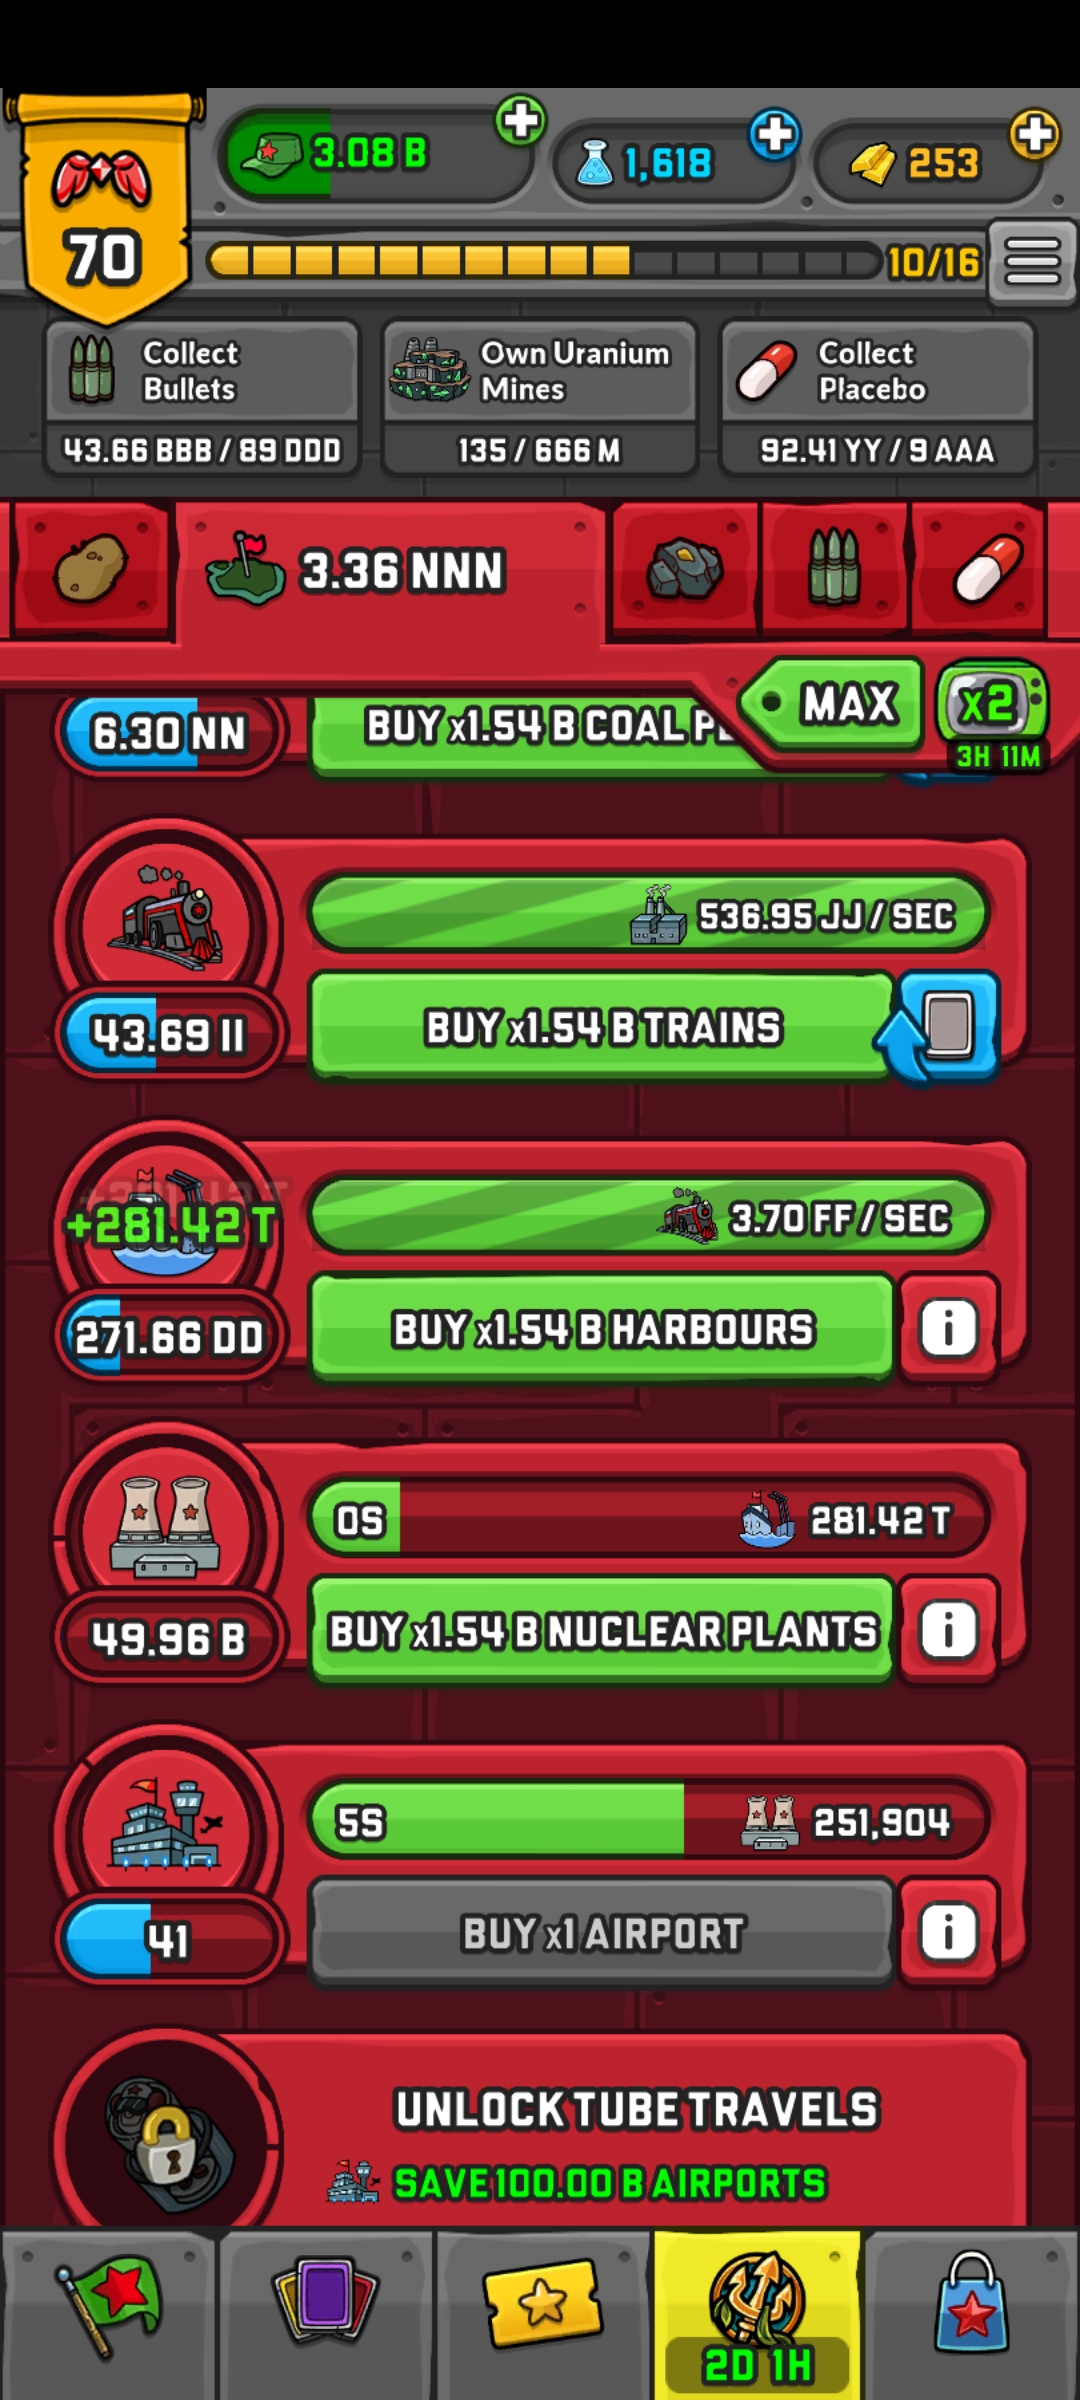 3.08 B
1,618
253
70
10/16
Collect
Bullets
43.66 BBB / 89 DDD
Own Uranium
Mines
135 / 666 M
Collect
Placebo
92.41 YY / 9 AAA
3.36 NNN
MAX
x2
3H 11M
6.30 NN
BUY x1.54 B COAL
536.95 JJ / SEC
43.69 II
BUY x1.54 B TRAINS
+281.42 T
3.70 FF / SEC
271.66 DD
BUY x1.54 B HARBOURS
i
0S
281.42 T
49.96 B
BUY x1.54 B NUCLEAR PLANTS
i
5S
251,904
41
BUY x1 AIRPORT
i
UNLOCK TUBE TRAVELS
SAVE 100.00 B AIRPORTS
2D 1H